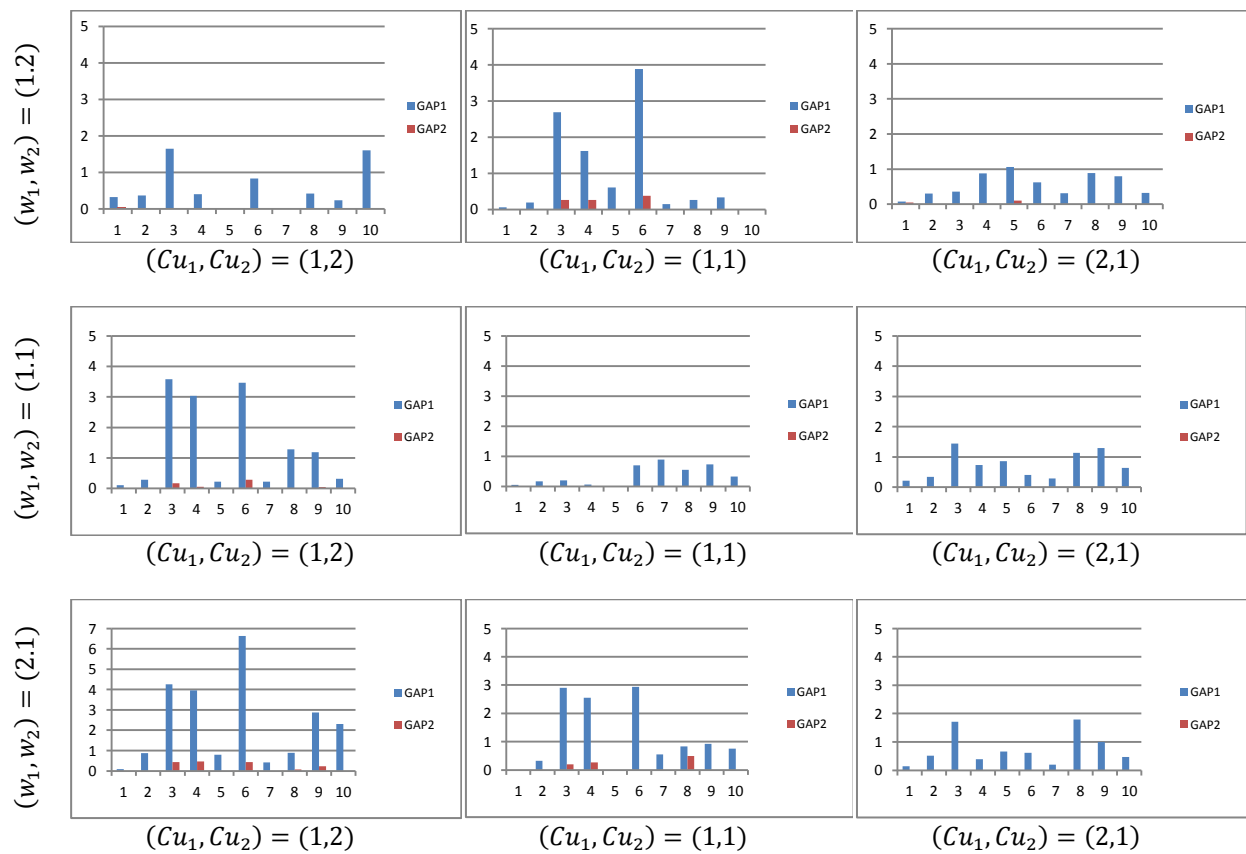 (w₁, w₂) = (1.2)
5
4
3
2
1
0
1 2 3 4 5 6 7 8 9 10
GAP1
GAP2
(Cu₁, Cu₂) = (1,2)
5
4
3
2
1
0
1 2 3 4 5 6 7 8 9 10
GAP1
GAP2
(Cu₁, Cu₂) = (1,1)
5
4
3
2
1
0
1 2 3 4 5 6 7 8 9 10
GAP1
GAP2
(Cu₁, Cu₂) = (2,1)
(w₁, w₂) = (1.1)
5
4
3
2
1
0
1 2 3 4 5 6 7 8 9 10
GAP1
GAP2
(Cu₁, Cu₂) = (1,2)
5
4
3
2
1
0
1 2 3 4 5 6 7 8 9 10
GAP1
GAP2
(Cu₁, Cu₂) = (1,1)
5
4
3
2
1
0
1 2 3 4 5 6 7 8 9 10
GAP1
GAP2
(Cu₁, Cu₂) = (2,1)
(w₁, w₂) = (2.1)
7
6
5
4
3
2
1
0
1 2 3 4 5 6 7 8 9 10
GAP1
GAP2
(Cu₁, Cu₂) = (1,2)
5
4
3
2
1
0
1 2 3 4 5 6 7 8 9 10
GAP1
GAP2
(Cu₁, Cu₂) = (1,1)
5
4
3
2
1
0
1 2 3 4 5 6 7 8 9 10
GAP1
GAP2
(Cu₁, Cu₂) = (2,1)